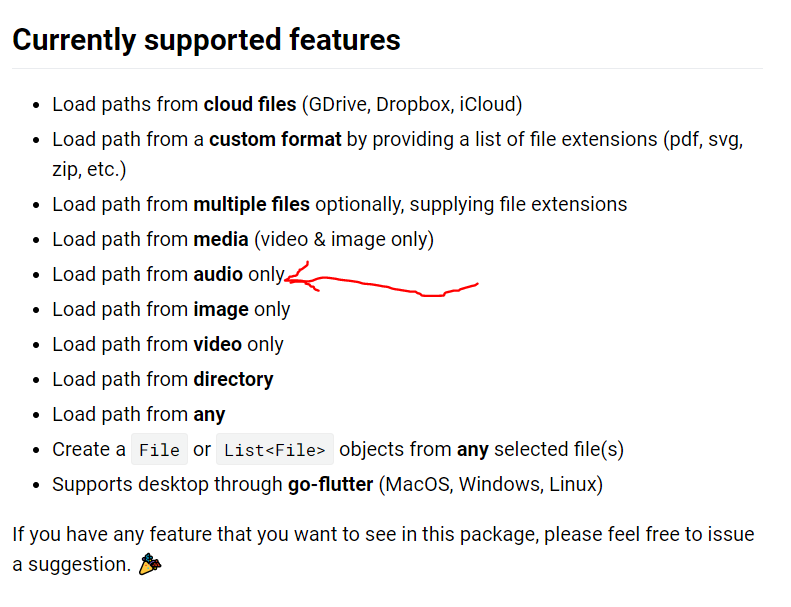 Currently supported features
Load paths from cloud files (GDrive, Dropbox, iCloud)
Load path from a custom format by providing a list of file extensions (pdf, svg,
zip, etc.)
Load path from multiple files optionally, supplying file extensions
Load path from media (video & image only)
Load path from audio only
Load path from image only
Load path from video only
Load path from directory
Load path from any
Create a File or List<File> objects from any selected file(s)
Supports desktop through go-flutter (MacOS, Windows, Linux)
If you have any feature that you want to see in this package, please feel free to issue
a suggestion.